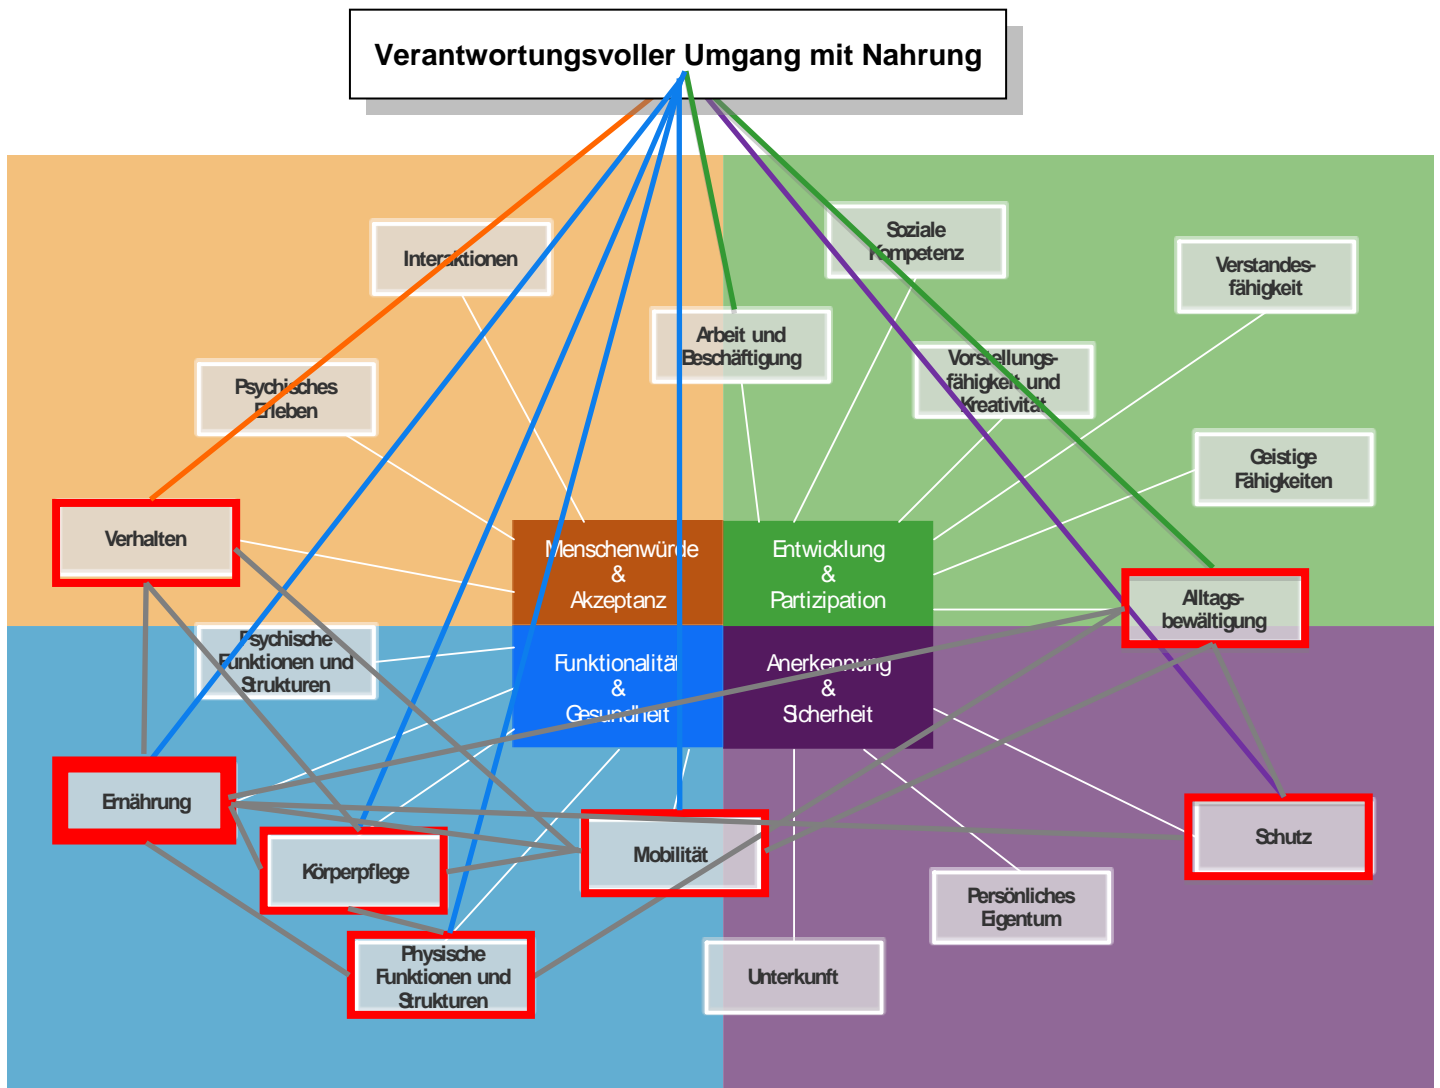 Verantwortungsvoller Umgang mit Nahrung
Interaktionen
Soziale
Kompetenz
Verstandes-
fähigkeit
Arbeit und
Beschäftigung
Vorstellungs-
fähigkeit und
Kreativität
Psychisches
Erleben
Geistige
Fähigkeiten
Verhalten
Menschenwürde
&
Akzeptanz
Entwicklung
&
Partizipation
Alltags-
bewältigung
Psychische
Funktionen und
Strukturen
Funktionalität
&
Gesundheit
Anerkennung
&
Sicherheit
Ernährung
Körperpflege
Mobilität
Schutz
Persönliches
Eigentum
Physische
Funktionen und
Strukturen
Unterkunft